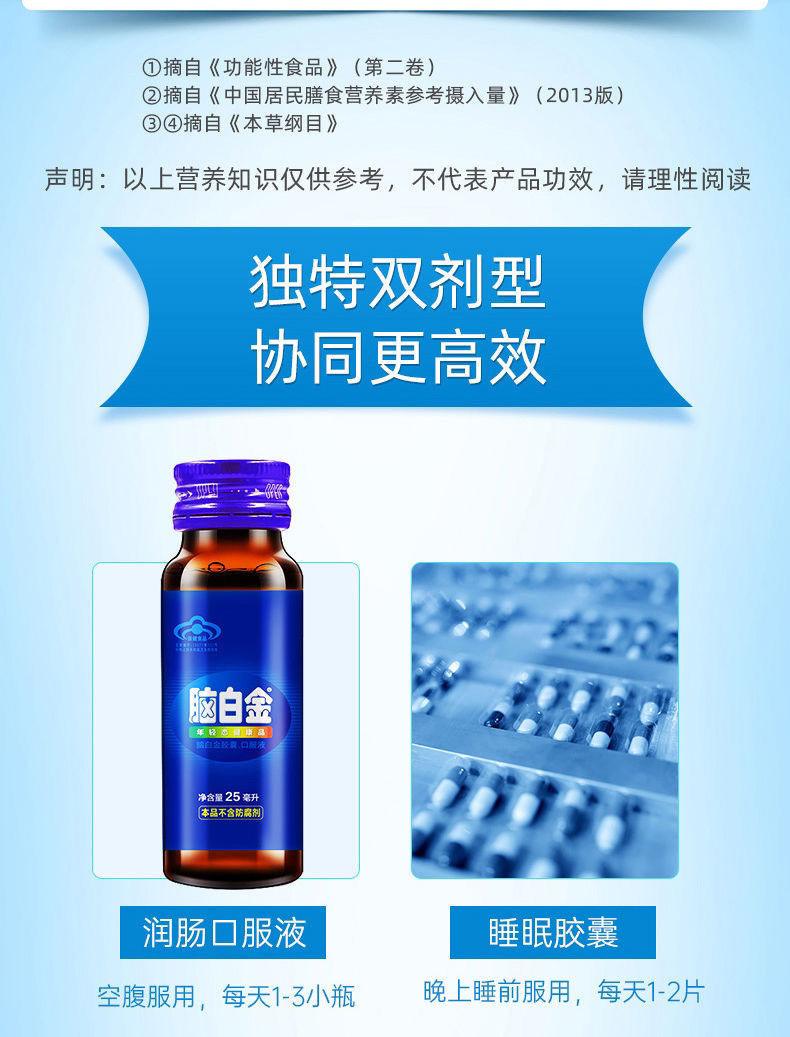 ①摘自《功能性食品》（第二卷）
②摘自《中国居民膳食营养素参考摄入量》（2013版）
③④摘自《本草纲目》
声明：以上营养知识仅供参考，不代表产品功效，请理性阅读
独特双剂型
协同更高效
OPEN
保健食品
脑白金
年轻态健康品
脑白金胶囊、口服液
净含量 25 毫升
本品不含防腐剂
润肠口服液
睡眠胶囊
空腹服用，每天1-3小瓶
晚上睡前服用，每天1-2片